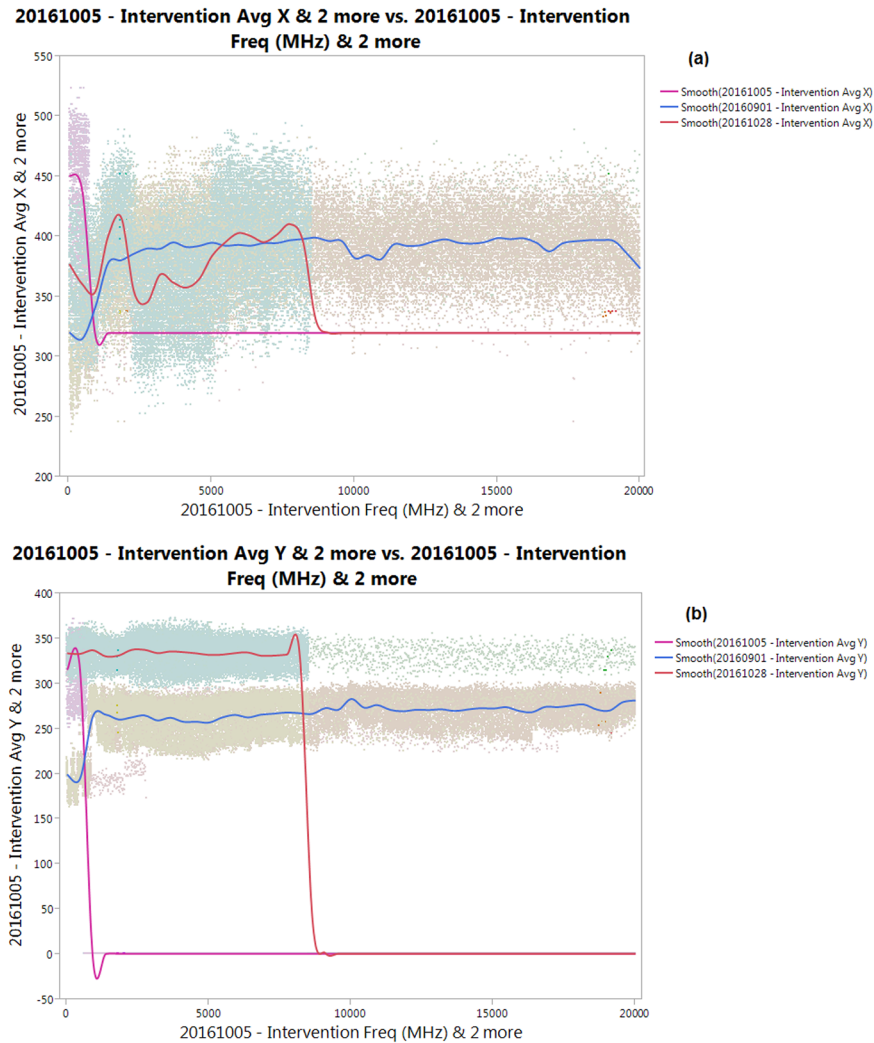 20161005 - Intervention Avg X & 2 more vs. 20161005 - Intervention
Freq (MHz) & 2 more
(a)
Smooth(20161005 - Intervention Avg X)
Smooth(20160901 - Intervention Avg X)
Smooth(20161028 - Intervention Avg X)
20161005 - Intervention Avg X & 2 more
550
500
450
400
350
300
250
200
0
5000
10000
15000
20000
20161005 - Intervention Freq (MHz) & 2 more
20161005 - Intervention Avg Y & 2 more vs. 20161005 - Intervention
Freq (MHz) & 2 more
(b)
Smooth(20161005 - Intervention Avg Y)
Smooth(20160901 - Intervention Avg Y)
Smooth(20161028 - Intervention Avg Y)
20161005 - Intervention Avg Y & 2 more
400
350
300
250
200
150
100
50
0
-50
0
5000
10000
15000
20000
20161005 - Intervention Freq (MHz) & 2 more